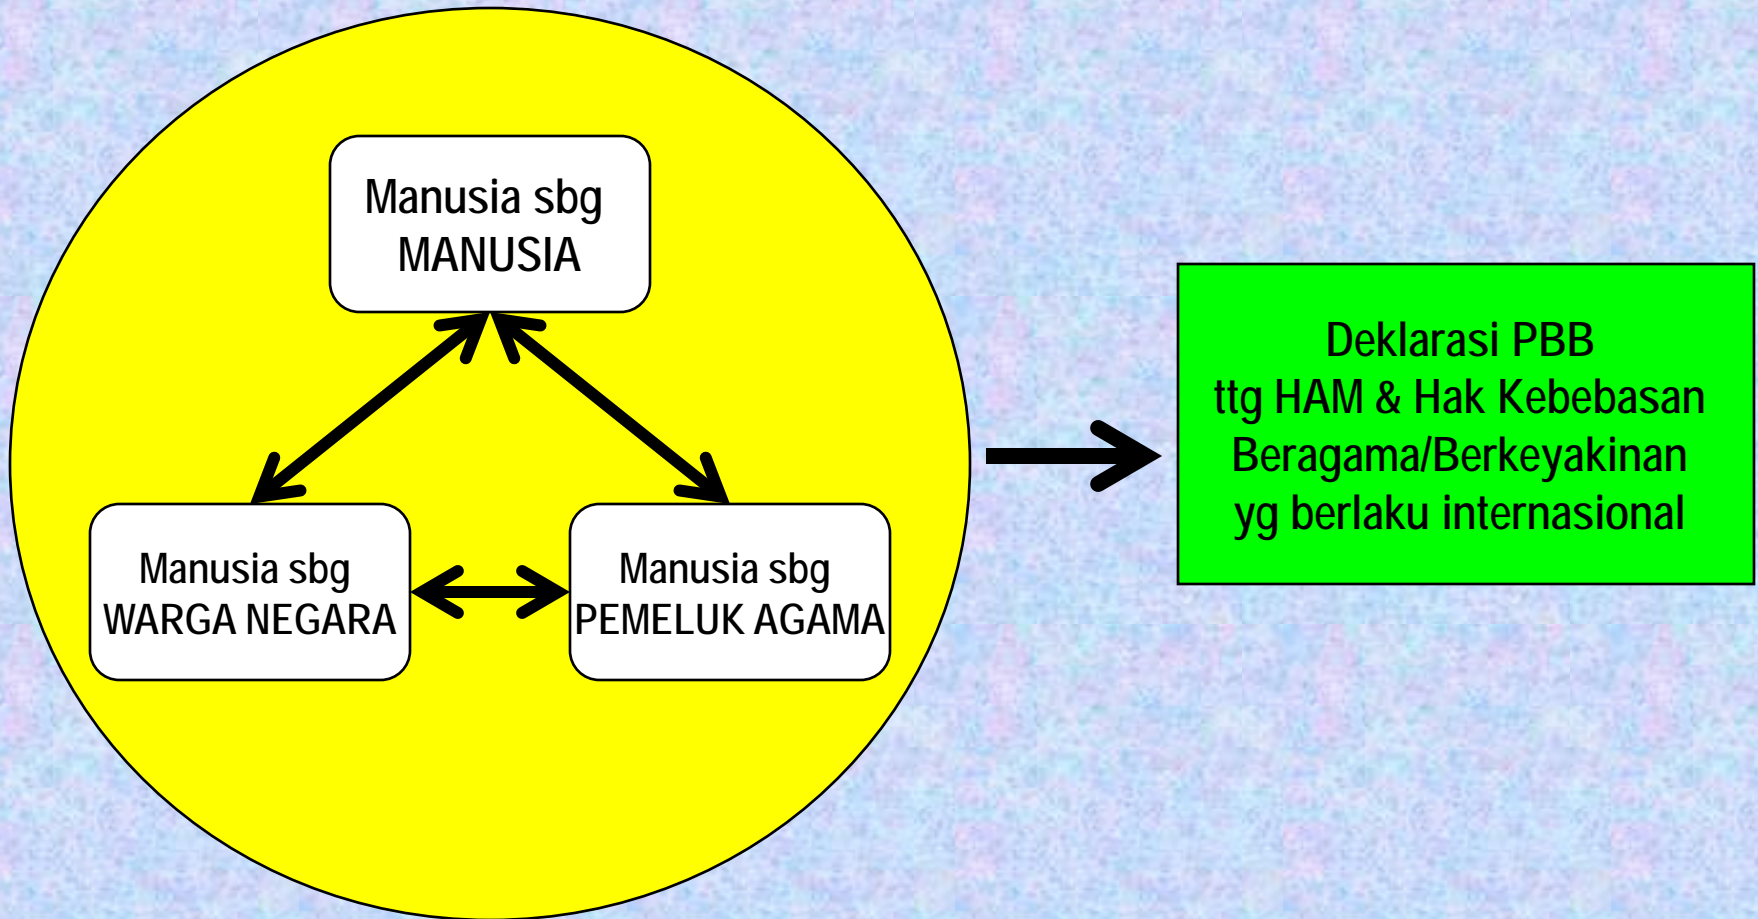 Manusia sbg
MANUSIA
Manusia sbg
WARGA NEGARA
Manusia sbg
PEMELUK AGAMA
Deklarasi PBB
ttg HAM & Hak Kebebasan
Beragama/Berkeyakinan
yg berlaku internasional